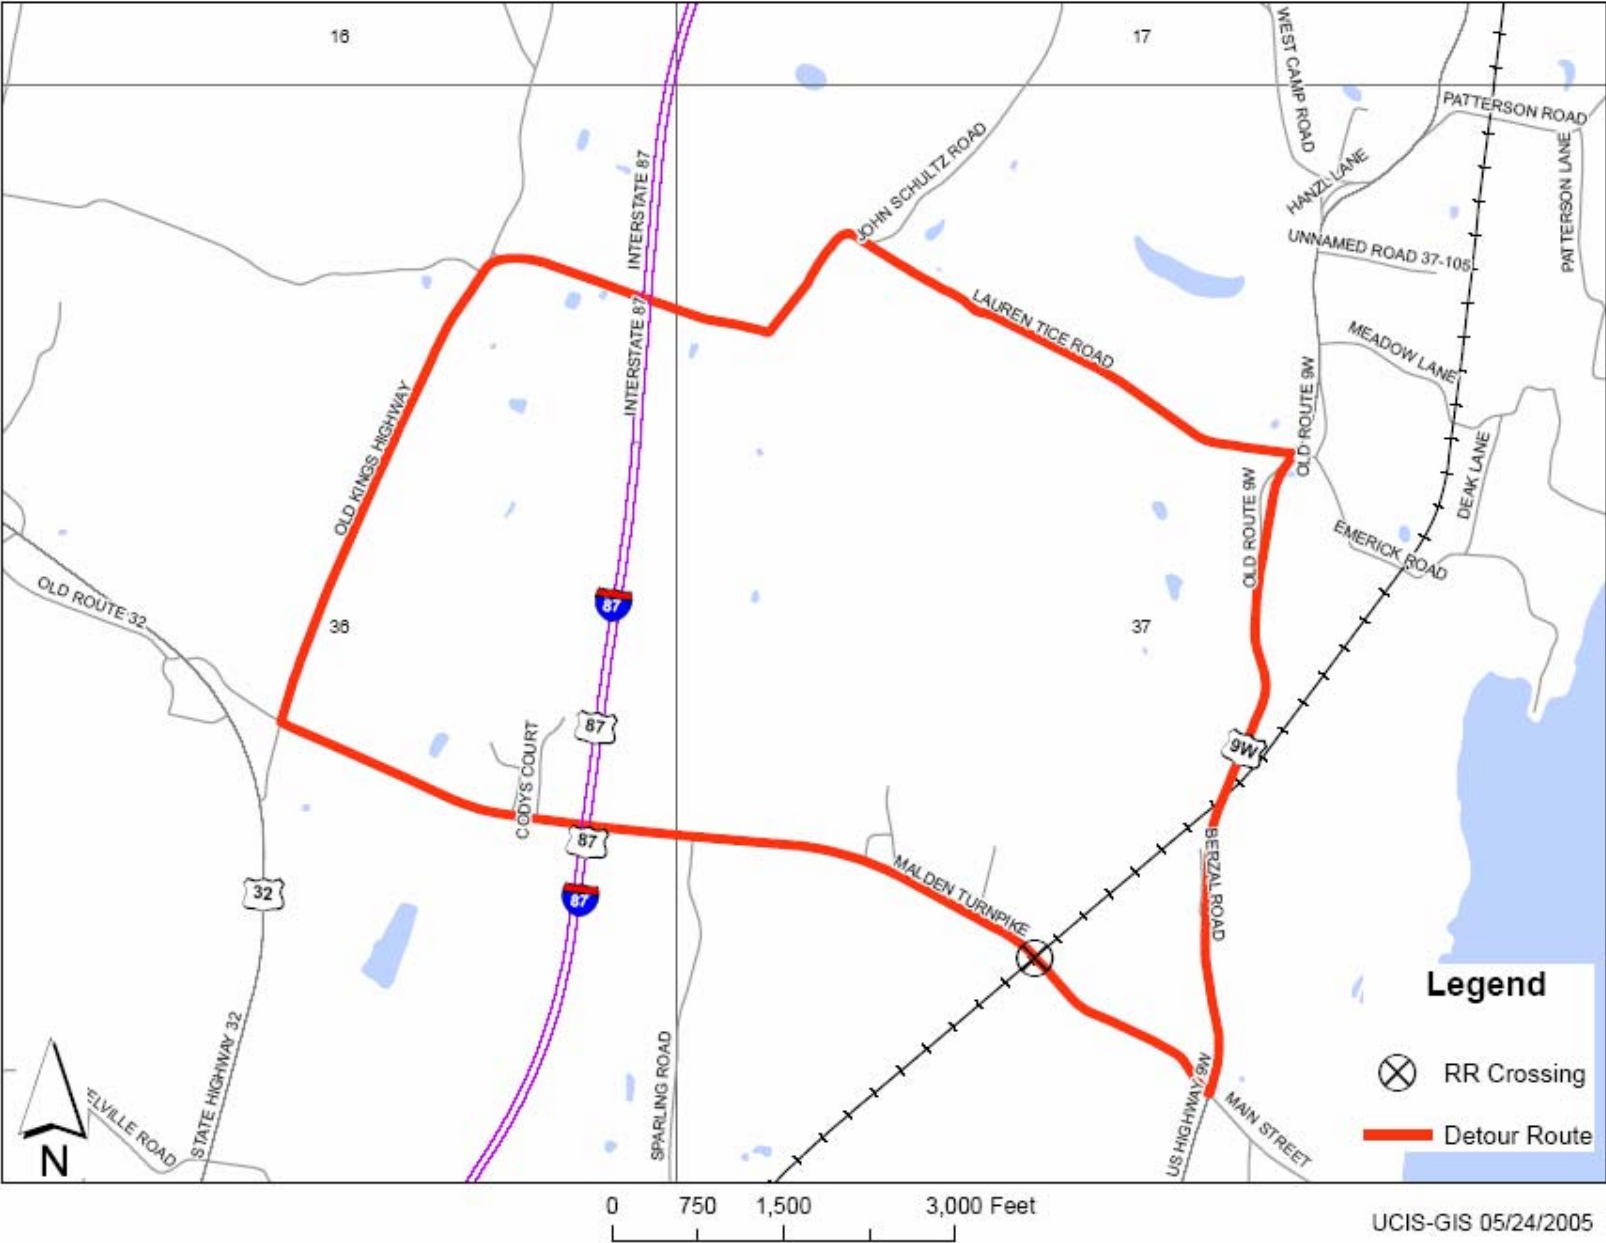 16
17
WEST CAMP ROAD
PATTERSON ROAD
JOHN SCHULTZ ROAD
INTERSTATE 87
HANZL LANE
PATTERSON LANE
UNNAMED ROAD 37-105
INTERSTATE 87
LAUREN TICE ROAD
MEADOW LANE
OLD KINGS HIGHWAY
OLD ROUTE 9W
OLD ROUTE 9W
DEAK LANE
EMERICK ROAD
OLD ROUTE 32
87
36
37
87
CODYS COURT
9W
87
32
87
MALDEN TURNPIKE
BERZAL ROAD
STATE HIGHWAY 32
SPARLING ROAD
US HIGHWAY 9W
MAIN STREET
ELVILLE ROAD
N
Legend
RR Crossing
Detour Route
0 750 1,500 3,000 Feet
UCIS-GIS 05/24/2005